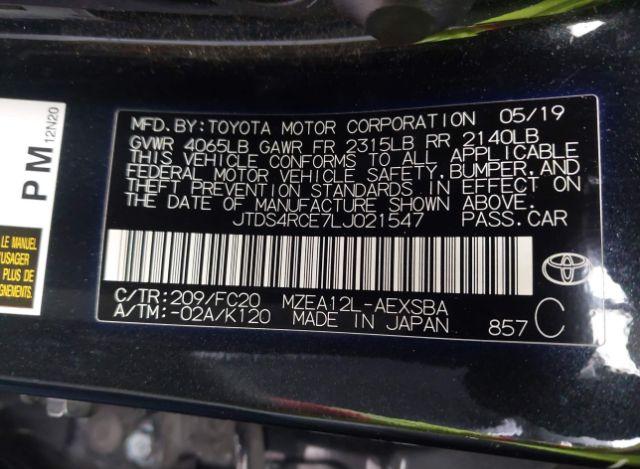 PM 12N20
LE MANUEL
USAGER
PLUS DE
GNEMENTS.
MFD. BY:TOYOTA MOTOR CORPORATION 05/19
GVWR 4065LB GAWR FR 2315LB RR 2140LB
THIS VEHICLE CONFORMS TO ALL APPLICABLE
FEDERAL MOTOR VEHICLE SAFETY,BUMPER,AND
THEFT PREVENTION STANDARDS IN EFFECT ON
THE DATE OF MANUFACTURE SHOWN ABOVE.
JTDS4RCE7LJ021547 PASS.CAR
C/TR:209/FC20 MZEA12L-AEXSBA
A/TM:-02A/K120 MADE IN JAPAN 857 C